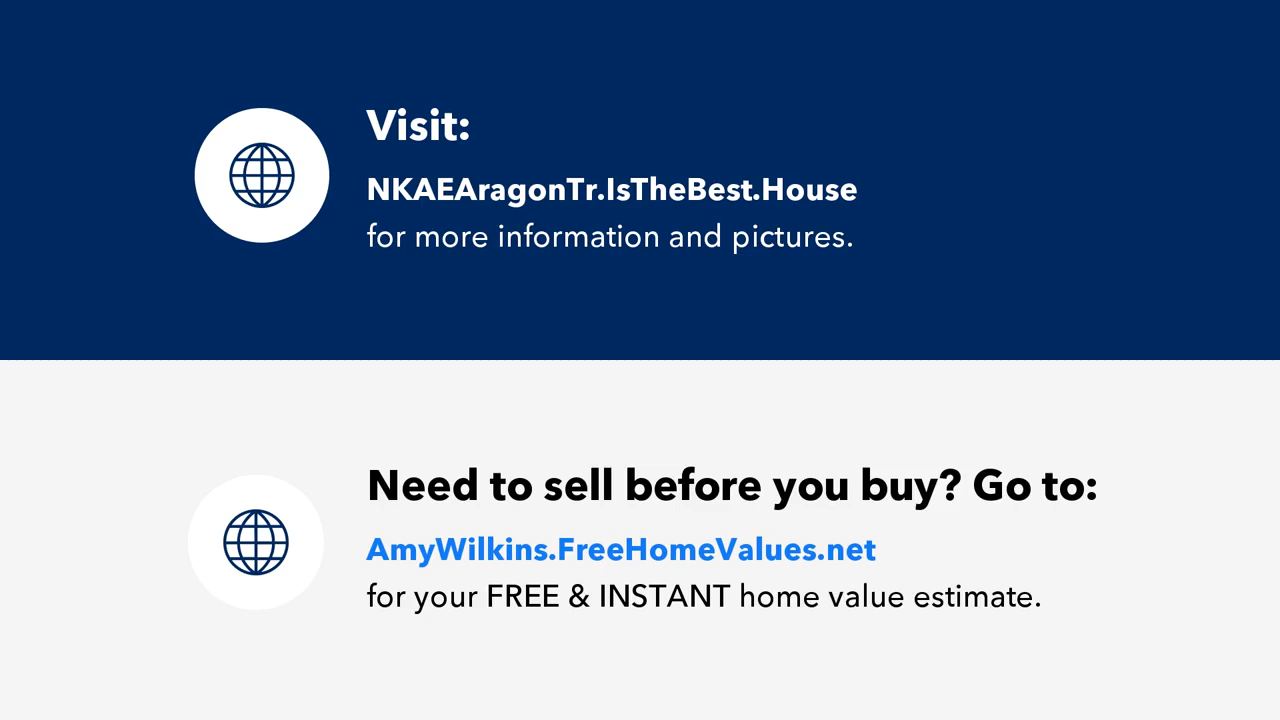 Visit:
NKAEAragonTr.IsTheBest.House
for more information and pictures.
Need to sell before you buy? Go to:
AmyWilkins.FreeHomeValues.net
for your FREE & INSTANT home value estimate.